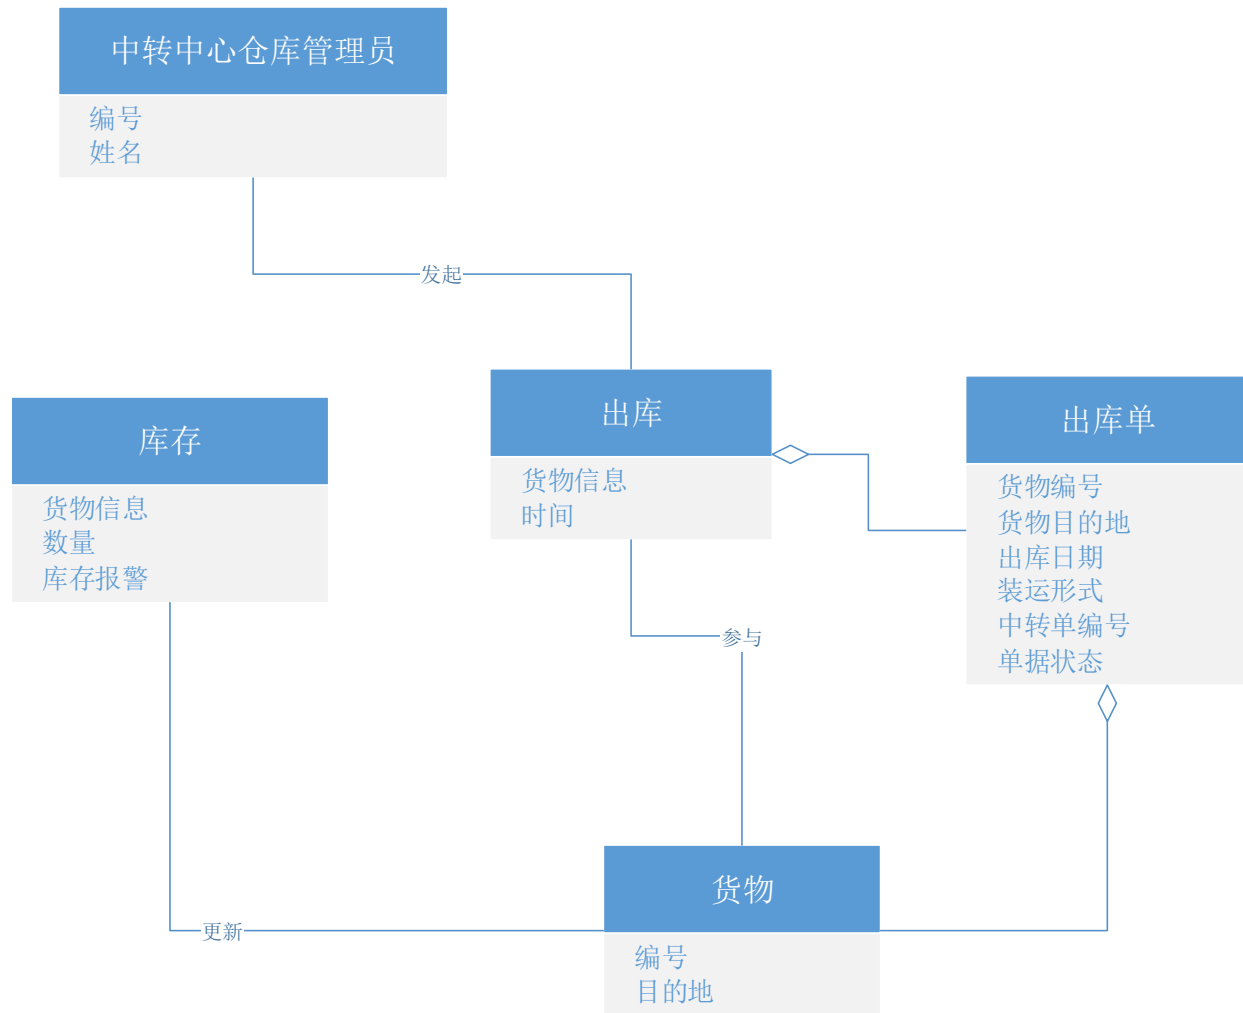 中转中心仓库管理员
编号
姓名
发起
库存
货物信息
数量
库存报警
出库
货物信息
时间
出库单
货物编号
货物目的地
出库日期
装运形式
中转单编号
单据状态
参与
更新
货物
编号
目的地